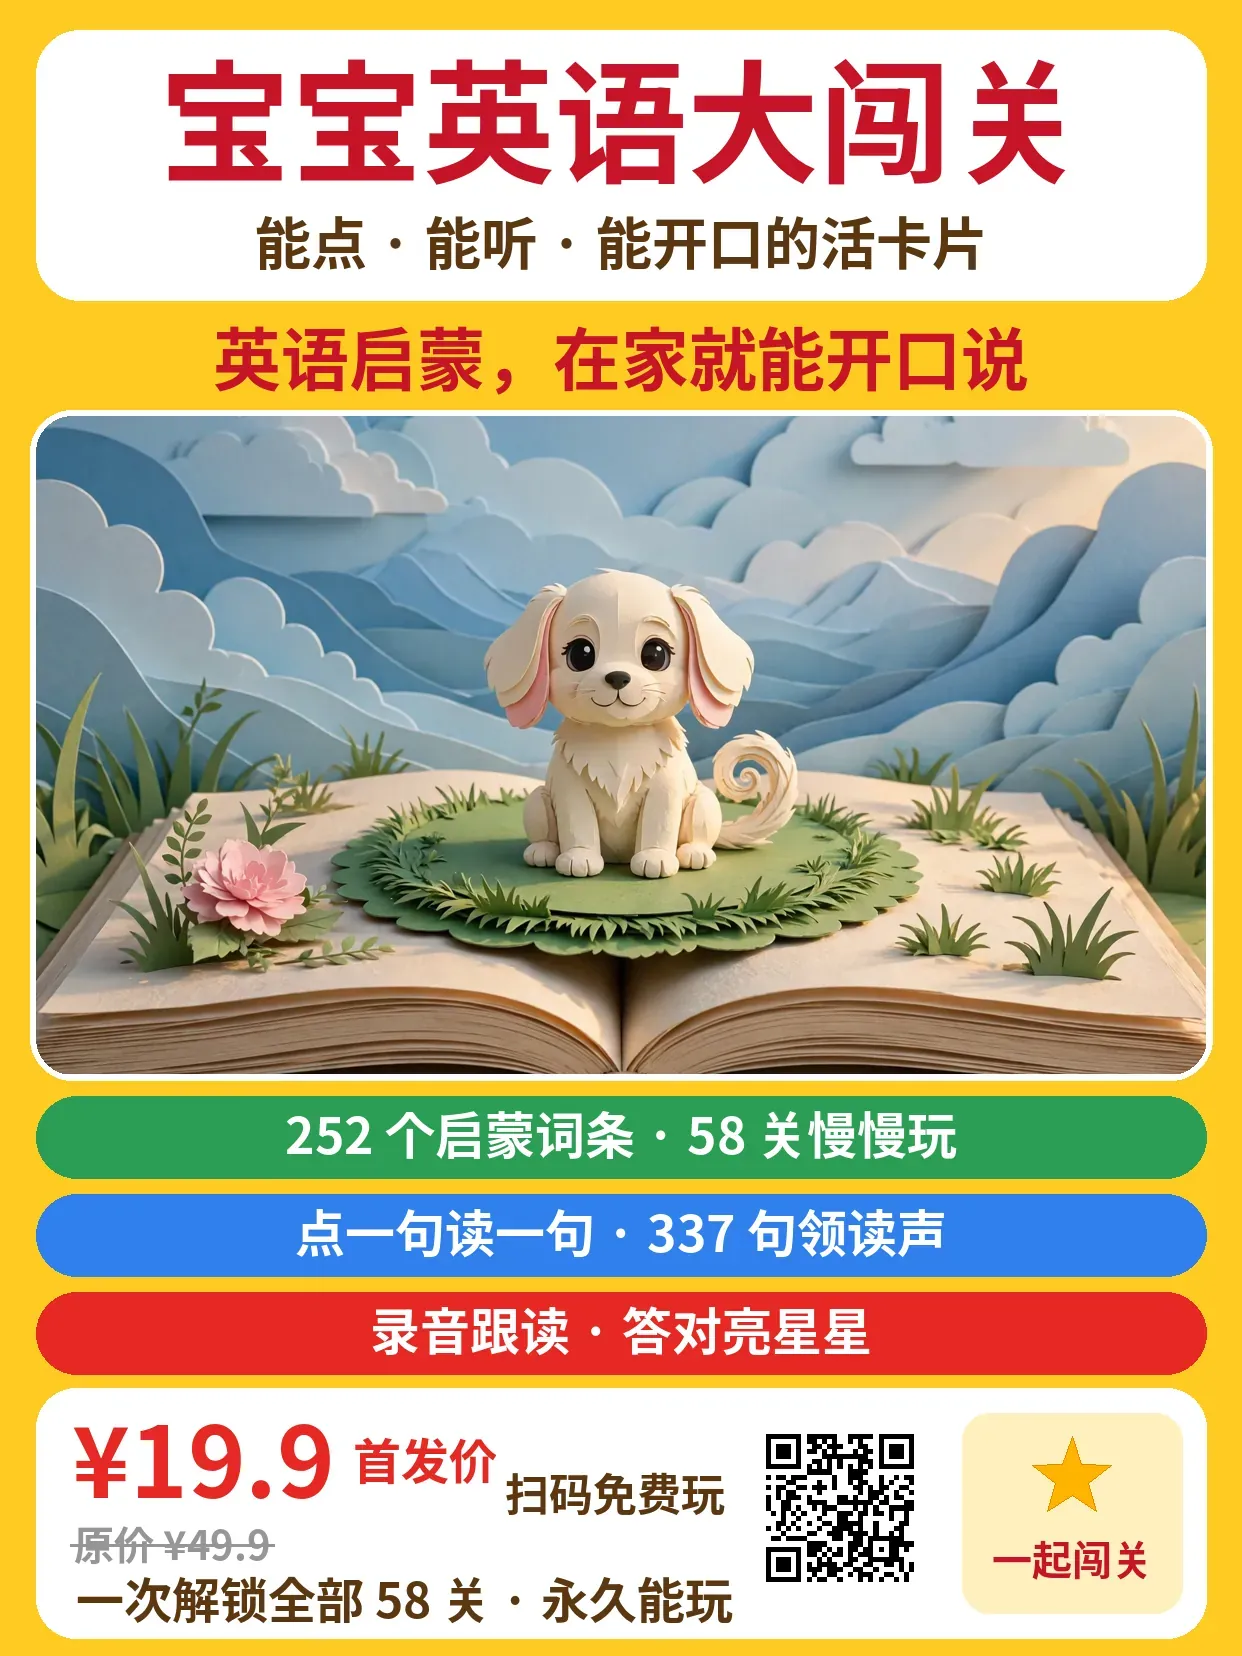 宝宝英语大闯关
能点 · 能听 · 能开口的活卡片
英语启蒙，在家就能开口说
252 个启蒙词条 · 58 关慢慢玩
点一句读一句 · 337 句领读声
录音跟读 · 答对亮星星
¥19.9 首发价
扫码免费玩
原价 ¥49.9
一次解锁全部 58 关 · 永久能玩
一起闯关